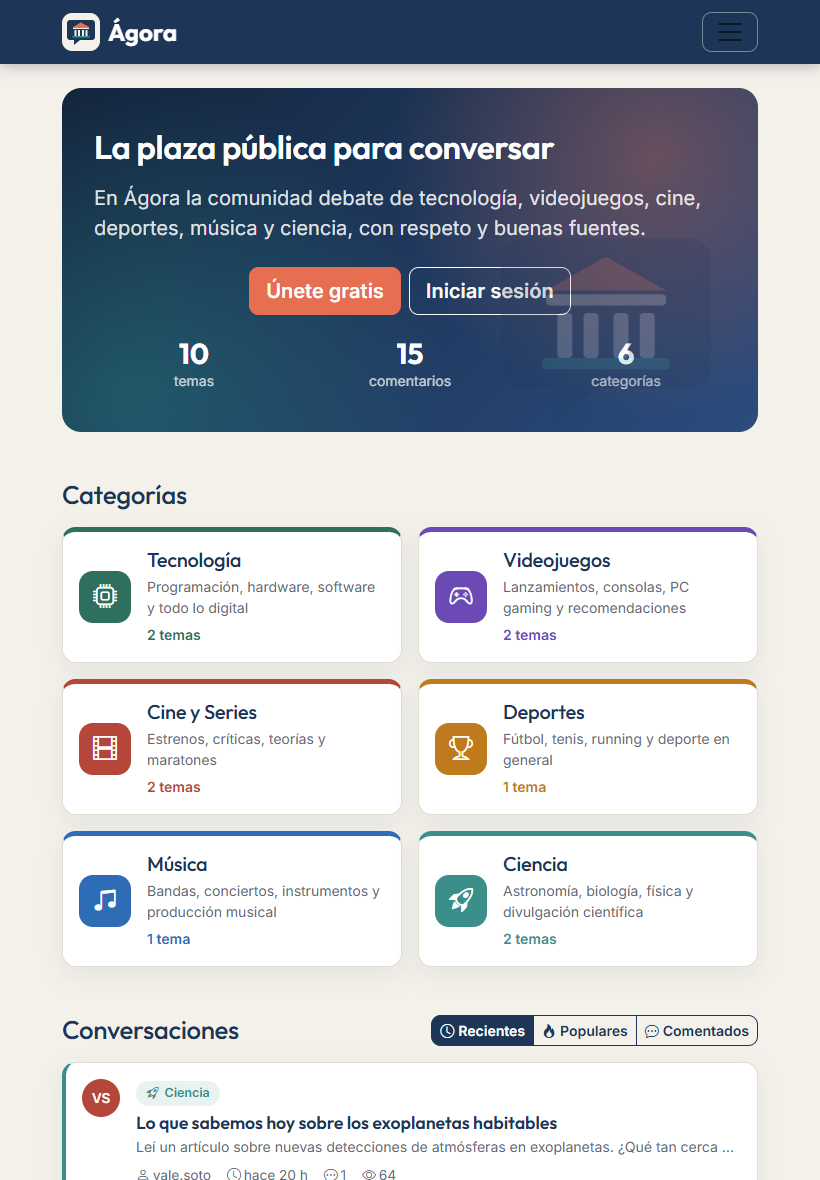 Ágora
La plaza pública para conversar
En Ágora la comunidad debate de tecnología, videojuegos, cine,
deportes, música y ciencia, con respeto y buenas fuentes.
Únete gratis
Iniciar sesión
10
temas
15
comentarios
6
categorías
Categorías
Tecnología
Programación, hardware, software
y todo lo digital
2 temas
Videojuegos
Lanzamientos, consolas, PC
gaming y recomendaciones
2 temas
Cine y Series
Estrenos, críticas, teorías y
maratones
2 temas
Deportes
Fútbol, tenis, running y deporte en
general
1 tema
Música
Bandas, conciertos, instrumentos y
producción musical
1 tema
Ciencia
Astronomía, biología, física y
divulgación científica
2 temas
Conversaciones
Recientes
Populares
Comentados
VS
Ciencia
Lo que sabemos hoy sobre los exoplanetas habitables
Leí un artículo sobre nuevas detecciones de atmósferas en exoplanetas. ¿Qué tan cerca ...
vale.soto hace 20 h 1 64